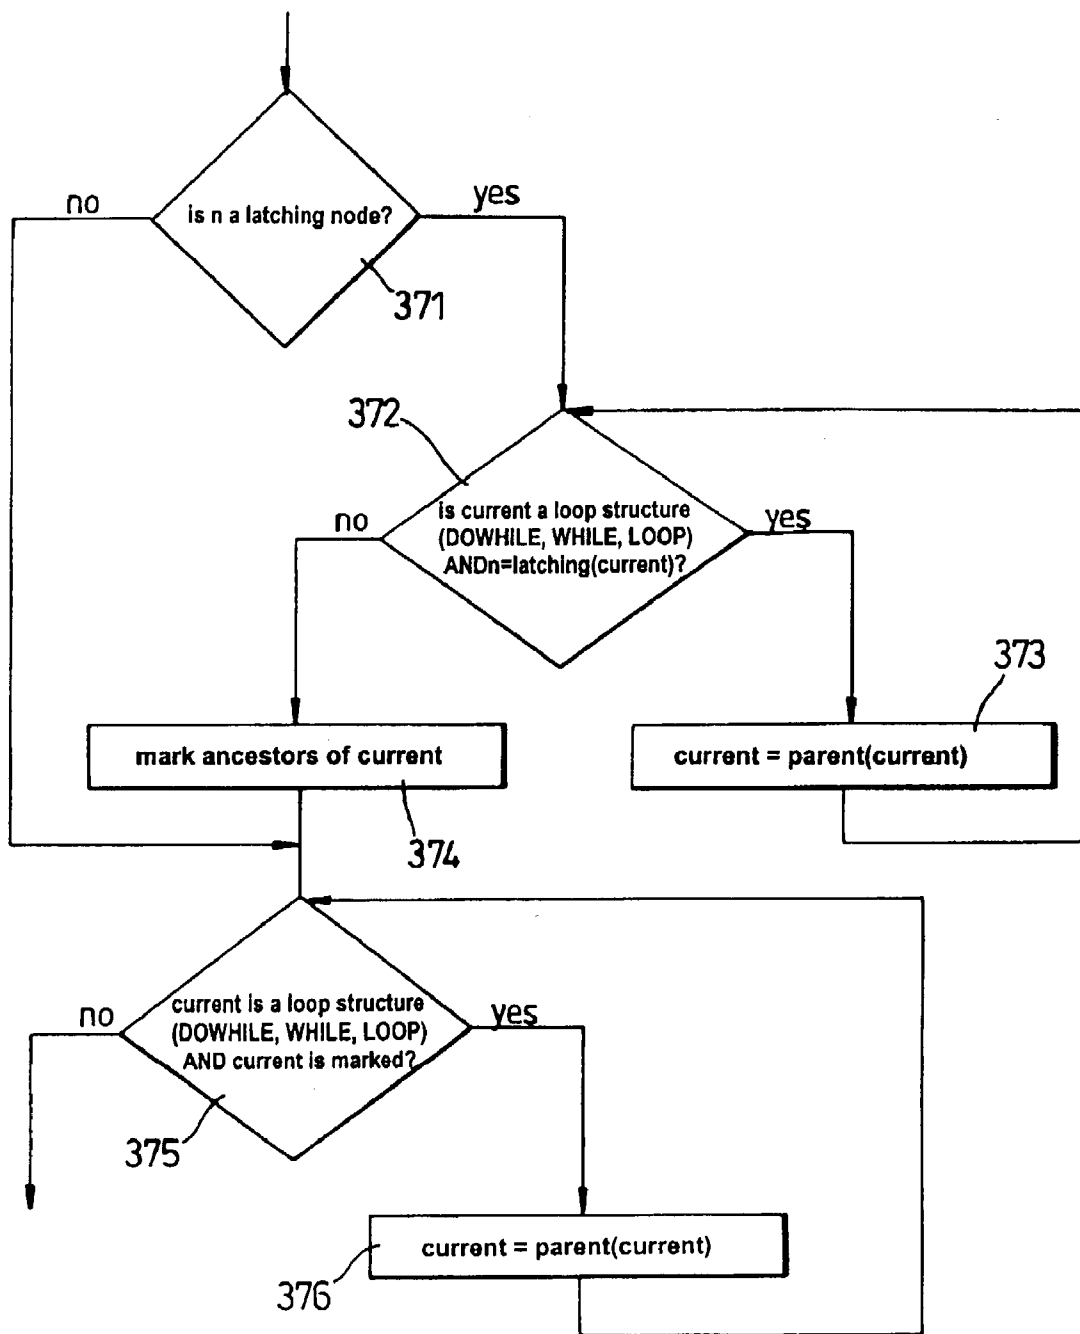 no
yes
is n a latching node?
371
372
no
yes
is current a loop structure
(DOWHILE, WHILE, LOOP)
ANDn=latching(current)?
373
mark ancestors of current
current = parent(current)
374
no
yes
current is a loop structure
(DOWHILE, WHILE, LOOP)
AND current is marked?
375
current = parent(current)
376